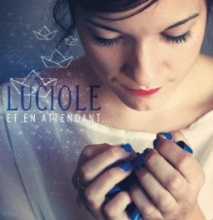 LUCIOLE
ET EN ATTENDANT...